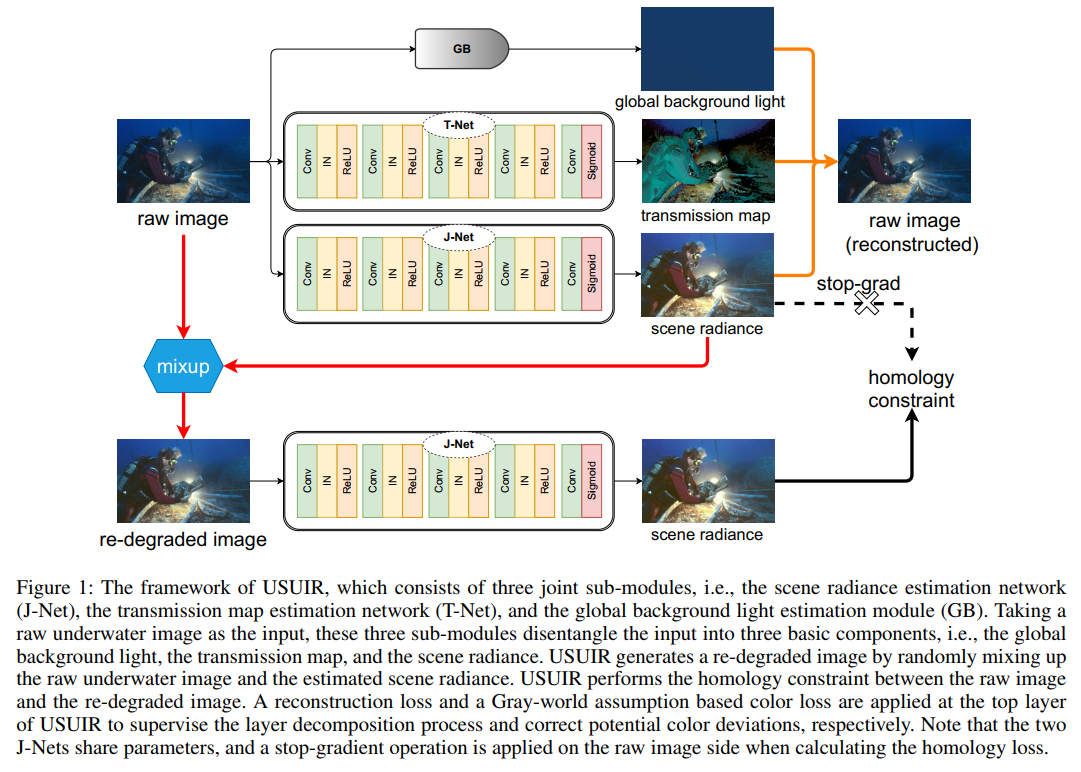 GB
global background light
T-Net
Conv IN ReLU Conv IN ReLU Conv IN ReLU Conv IN ReLU Conv Sigmoid
raw image
transmission map
raw image
(reconstructed)
J-Net
Conv IN ReLU Conv IN ReLU Conv IN ReLU Conv IN ReLU Conv Sigmoid
scene radiance
stop-grad
mixup
homology
constraint
J-Net
Conv IN ReLU Conv IN ReLU Conv IN ReLU Conv IN ReLU Conv Sigmoid
re-degraded image
scene radiance
Figure 1: The framework of USUIR, which consists of three joint sub-modules, i.e., the scene radiance estimation network
(J-Net), the transmission map estimation network (T-Net), and the global background light estimation module (GB). Taking a
raw underwater image as the input, these three sub-modules disentangle the input into three basic components, i.e., the global
background light, the transmission map, and the scene radiance. USUIR generates a re-degraded image by randomly mixing up
the raw underwater image and the estimated scene radiance. USUIR performs the homology constraint between the raw image
and the re-degraded image. A reconstruction loss and a Gray-world assumption based color loss are applied at the top layer
of USUIR to supervise the layer decomposition process and correct potential color deviations, respectively. Note that the two
J-Nets share parameters, and a stop-gradient operation is applied on the raw image side when calculating the homology loss.